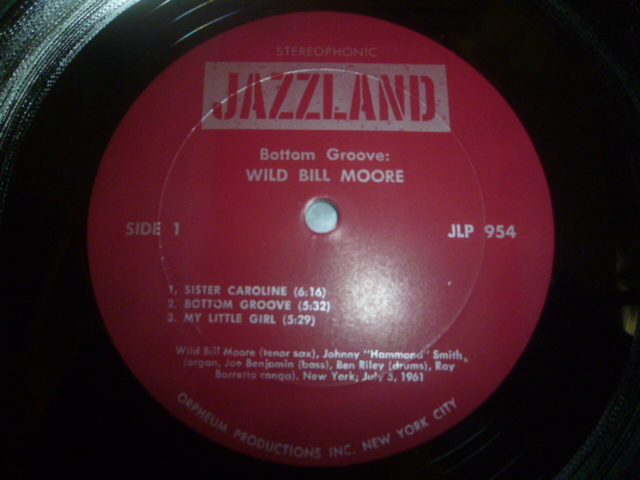 STEREOPHONIC
JAZZLAND
Bottom Groove:
WILD BILL MOORE
SIDE 1
JLP 954
1. SISTER CAROLINE (6:16)
2. BOTTOM GROOVE (5:32)
3. MY LITTLE GIRL (5:29)
Wild Bill Moore (tenor sax), Johnny "Hammond" Smith,
(organ, Joe Benjamin (bass), Ben Riley (drums), Ray
Barretto conga), New York; July 5, 1961
ORPHEUM PRODUCTIONS INC. NEW YORK CITY